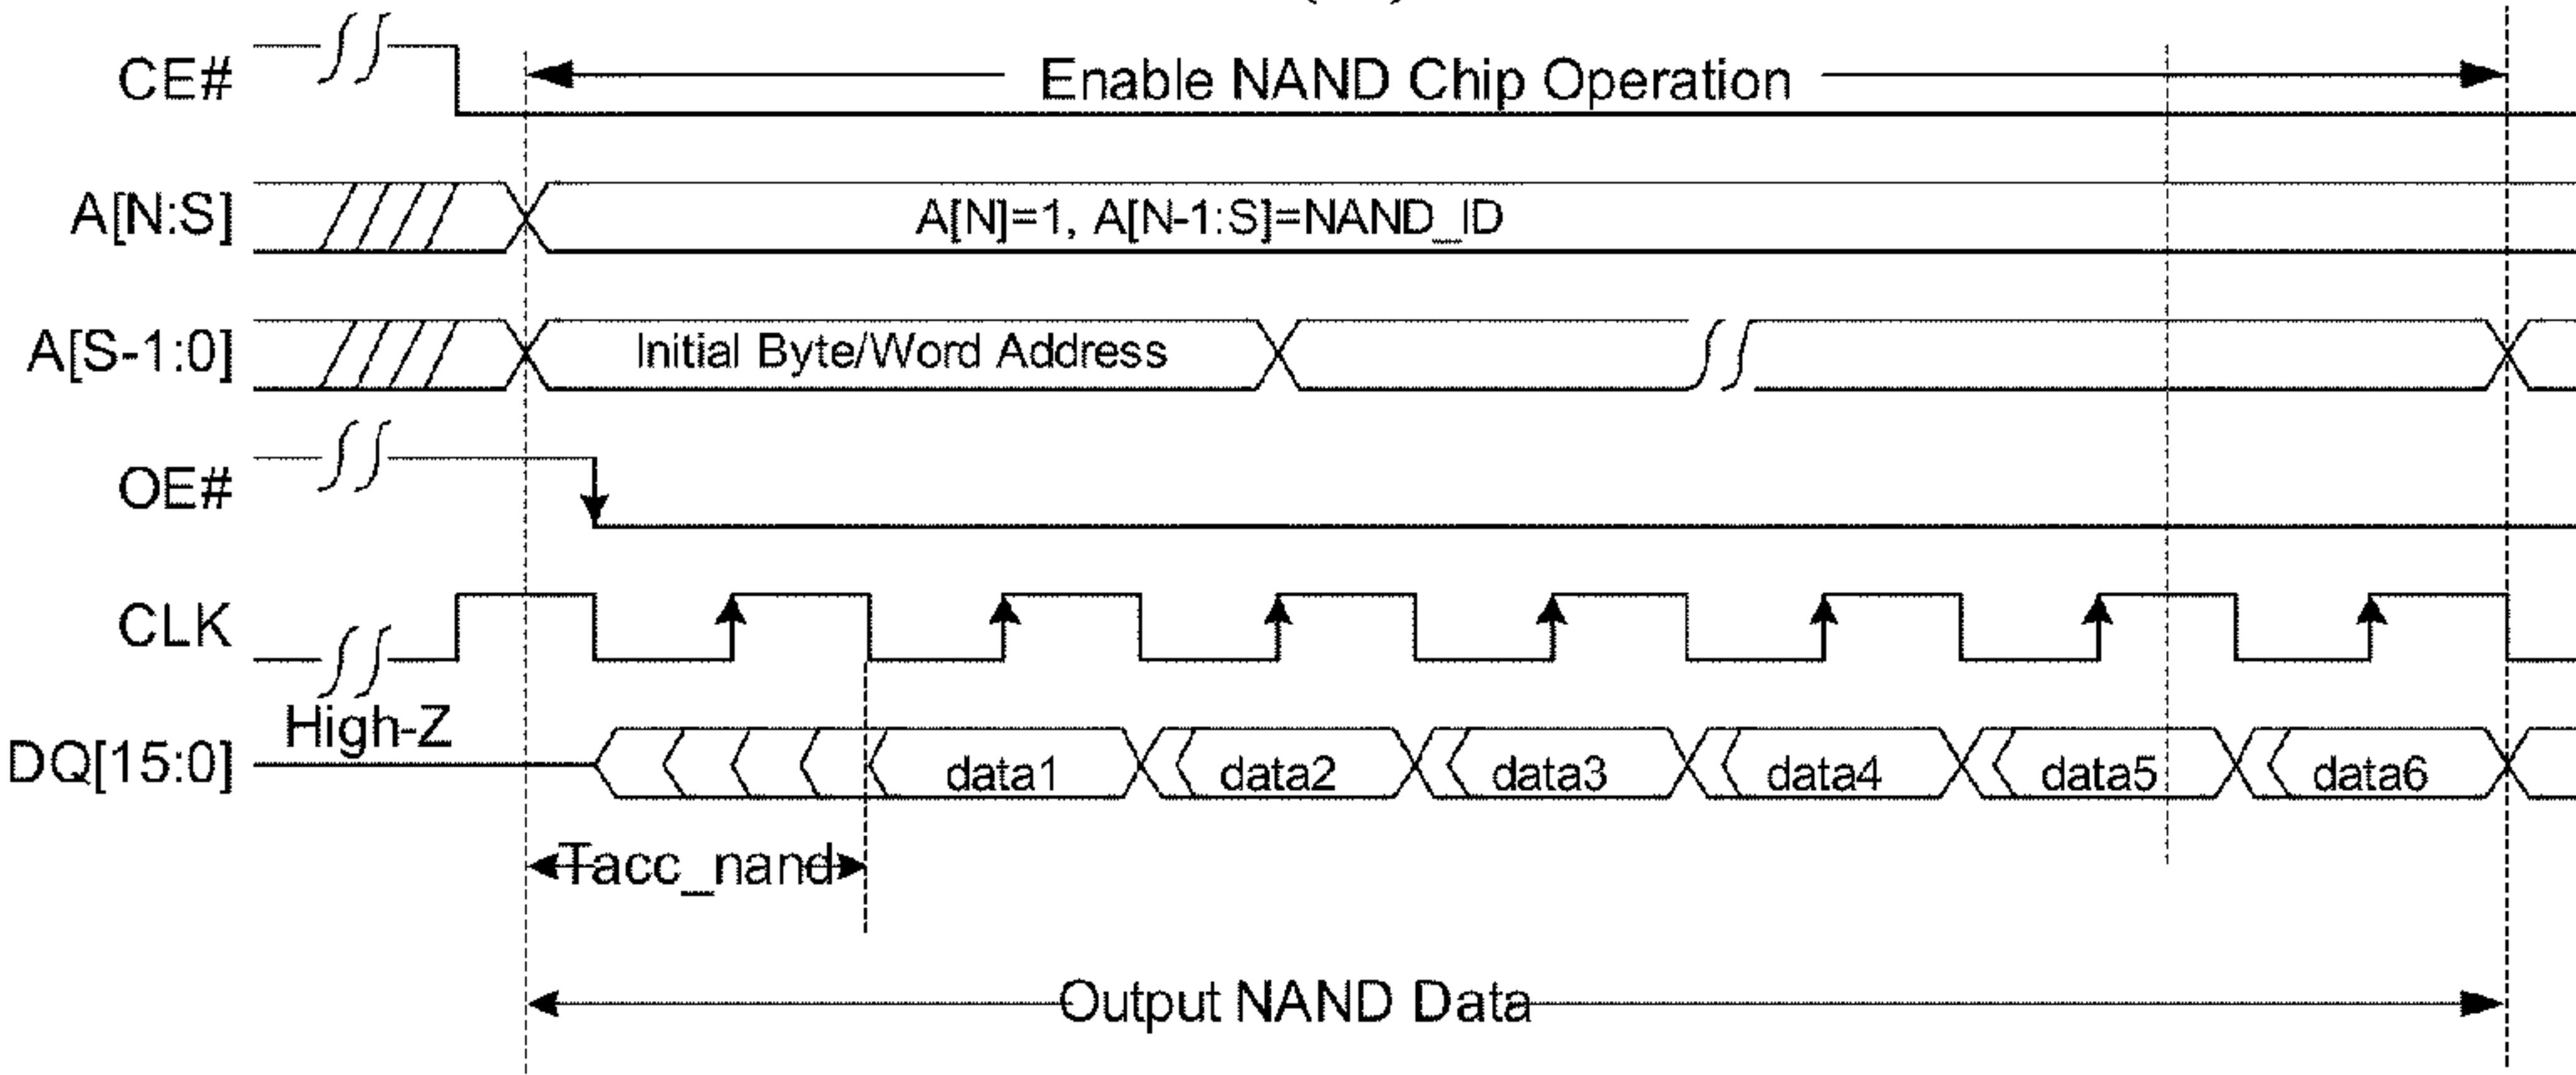 CE#
Enable NAND Chip Operation
A[N:S]
A[N]=1, A[N-1:S]=NAND_ID
A[S-1:0]
Initial Byte/Word Address
OE#
CLK
High-Z
DQ[15:0]
data1 data2 data3 data4 data5 data6
Tacc_nand
Output NAND Data